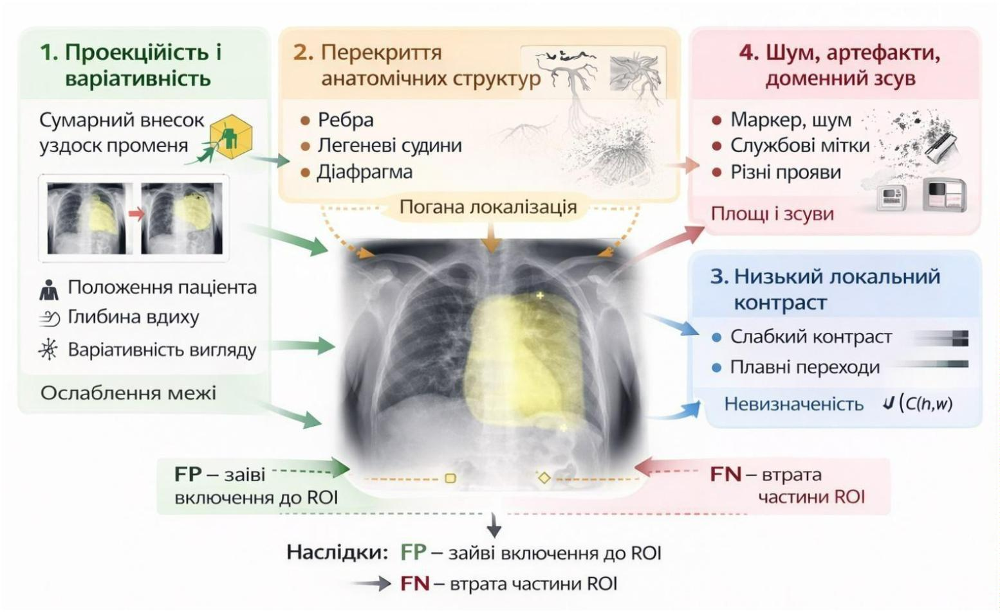 1. Проекційість і
варіативність
Сумарний внесок
уздоск променя
Положення пацієнта
Глибина вдиху
Варіативність вигляду
Ослаблення межі
2. Перекриття
анатомічних структур
Ребра
Легеневі судини
Діафрагма
Погана локалізація
4. Шум, артефакти,
доменний зсув
Маркер, шум
Службові мітки
Різні прояви
Площі і зсуви
3. Низький локальний
контраст
Слабкий контраст
Плавні переходи
Невизначеність (C(h,w)
FP – заіві
включення до ROI
FN – втрата
частини ROI
Наслідки: FP – зайві включення до ROI
FN – втрата частини ROI